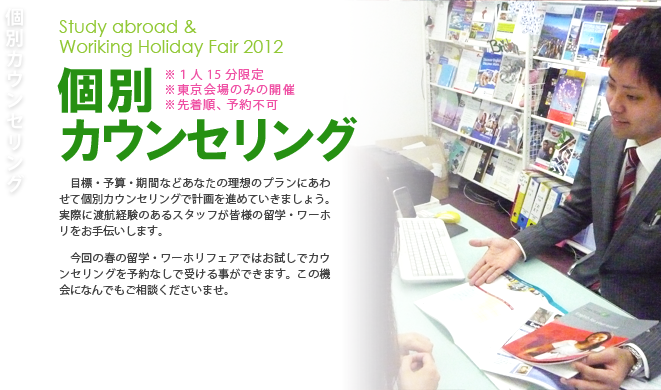 個別カウンセリング
Study abroad &
Woriking Holiday Fair 2012
個別
カウンセリング
※1人15分限定
※東京会場のみの開催
※先着順、予約不可
目標・予算・期間などあなたの理想のプランにあわ
せて個別カウンセリングで計画を進めていきましょう。
実際に渡航経験のあるスタッフが皆様の留学・ワーホ
リをお手伝いします。
今回の春の留学・ワーホリフェアではお試しでカウ
ンセリングを予約なしで受ける事ができます。この機
会になんでもご相談くださいませ。